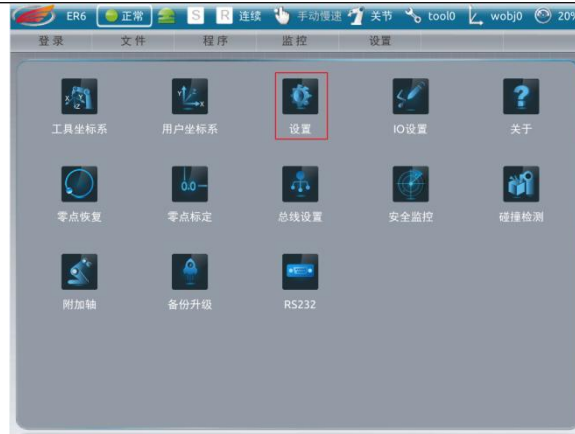 ER6 正常 S R 连续 手动慢速 关节 tool0 wobj0 20%
登录 文件 程序 监控 设置
X Z Y↑ Z →X ?
工具坐标系 用户坐标系 设置 IO设置 关于
0.0
零点恢复 零点标定 总线设置 安全监控 碰撞检测
附加轴 备份升级 RS232